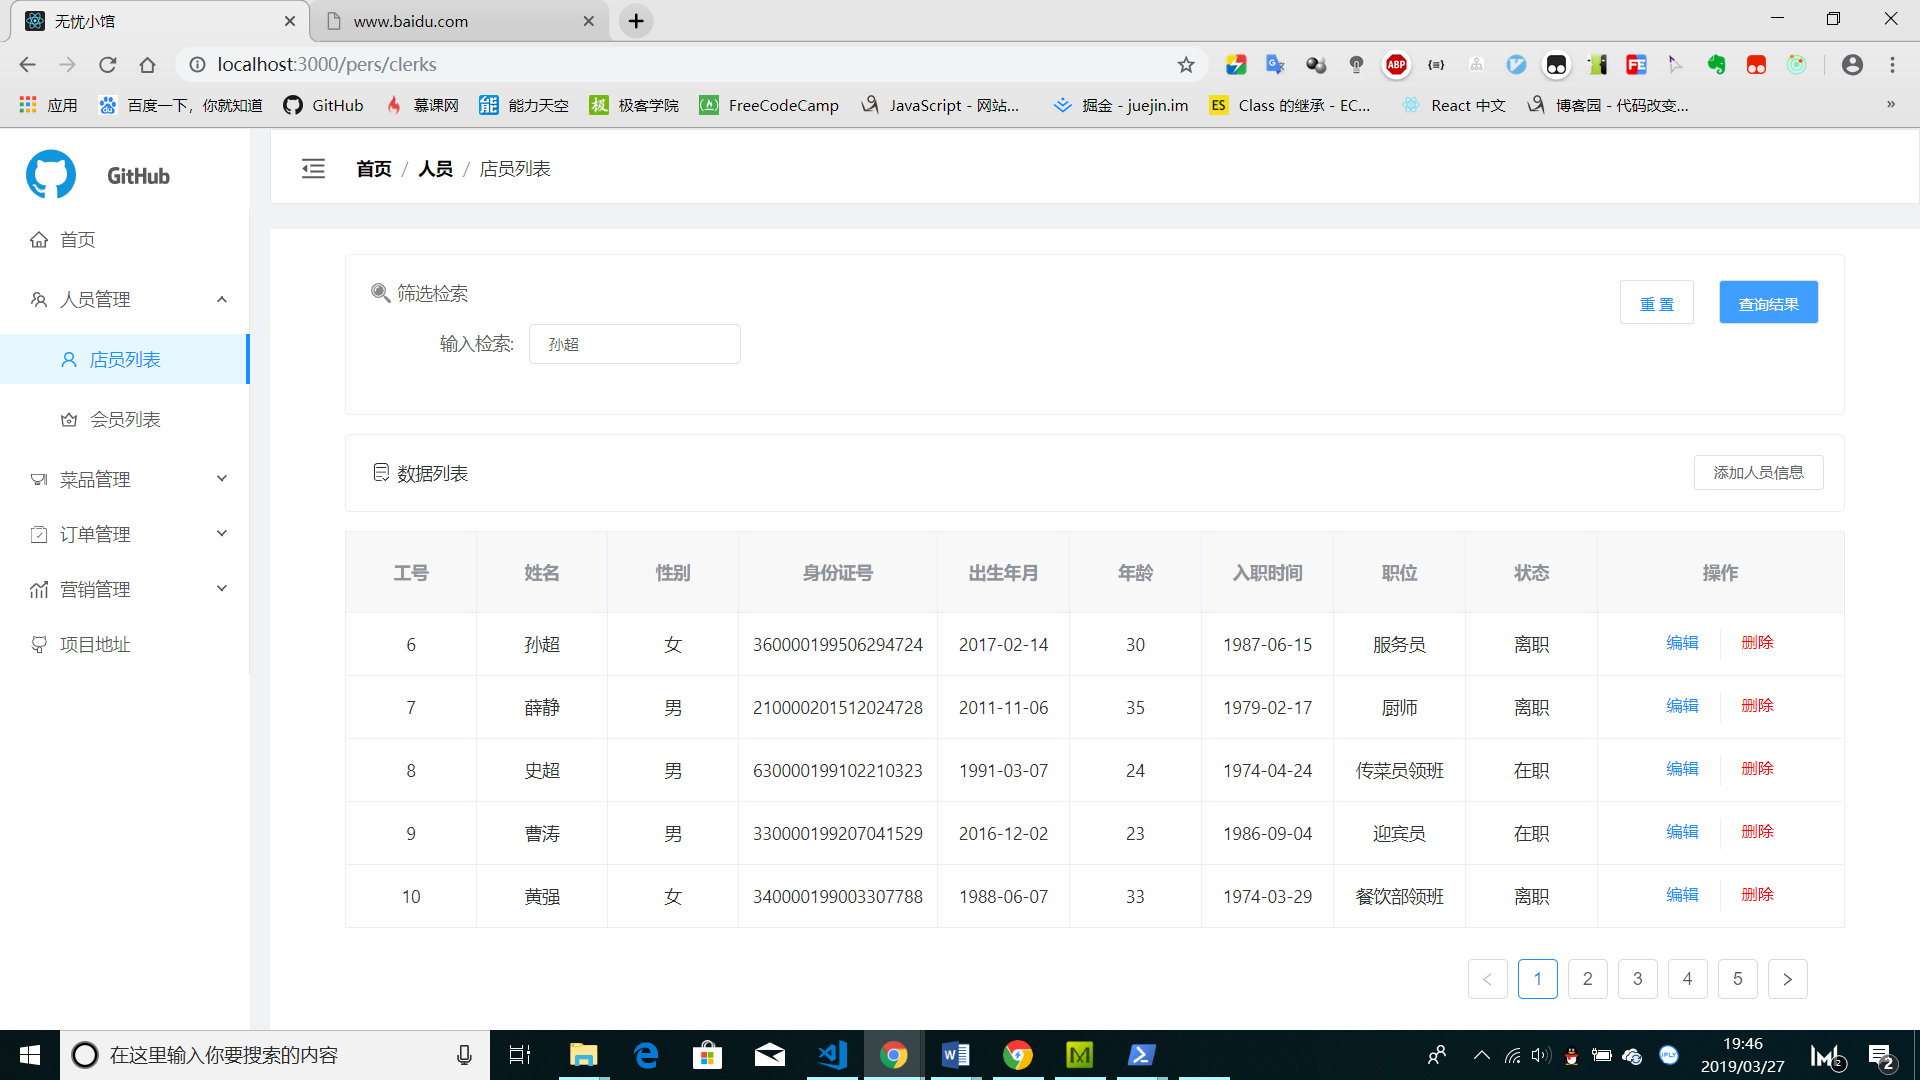 无忧小馆
www.baidu.com
localhost:3000/pers/clerks
ABP
{≡}
FE
应用 百度一下，你就知道 GitHub 慕课网 能 能力天空 极 极客学院 FreeCodeCamp JavaScript - 网站... 掘金 - juejin.im ES Class 的继承 - EC... React 中文 博客园 - 代码改变... »
GitHub
首页 / 人员 / 店员列表
首页
人员管理
店员列表
会员列表
菜品管理
订单管理
营销管理
项目地址
筛选检索
重 置
查询结果
输入检索: 孙超
数据列表
添加人员信息
工号 姓名 性别 身份证号 出生年月 年龄 入职时间 职位 状态 操作
6 孙超 女 360000199506294724 2017-02-14 30 1987-06-15 服务员 离职 编辑 删除
7 薛静 男 210000201512024728 2011-11-06 35 1979-02-17 厨师 离职 编辑 删除
8 史超 男 630000199102210323 1991-03-07 24 1974-04-24 传菜员领班 在职 编辑 删除
9 曹涛 男 330000199207041529 2016-12-02 23 1986-09-04 迎宾员 在职 编辑 删除
10 黄强 女 340000199003307788 1988-06-07 33 1974-03-29 餐饮部领班 离职 编辑 删除
< 1 2 3 4 5 >
在这里输入你要搜索的内容
19:46
2019/03/27
2
2